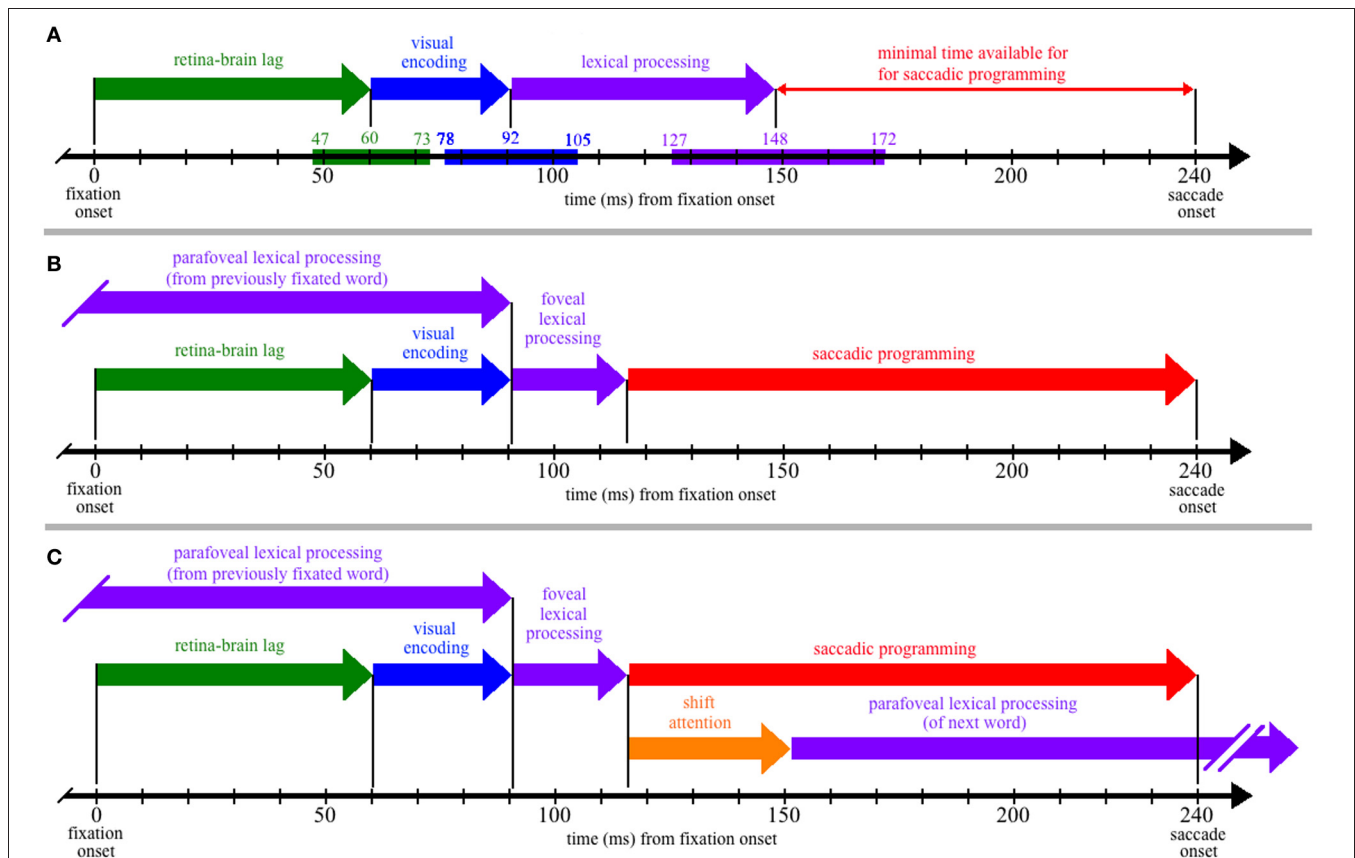 A
retina-brain lag
visual
encoding
lexical processing
minimal time available for
for saccadic programming
47 60 73 78 92 105 127 148 172
0 50 100 150 200 240
fixation
onset
time (ms) from fixation onset
saccade
onset
B
parafoveal lexical processing
(from previously fixated word)
foveal
lexical
processing
retina-brain lag
visual
encoding
saccadic programming
0 50 100 150 200 240
fixation
onset
time (ms) from fixation onset
saccade
onset
C
parafoveal lexical processing
(from previously fixated word)
foveal
lexical
processing
retina-brain lag
visual
encoding
saccadic programming
shift
attention
parafoveal lexical processing
(of next word)
0 50 100 150 200 240
fixation
onset
time (ms) from fixation onset
saccade
onset